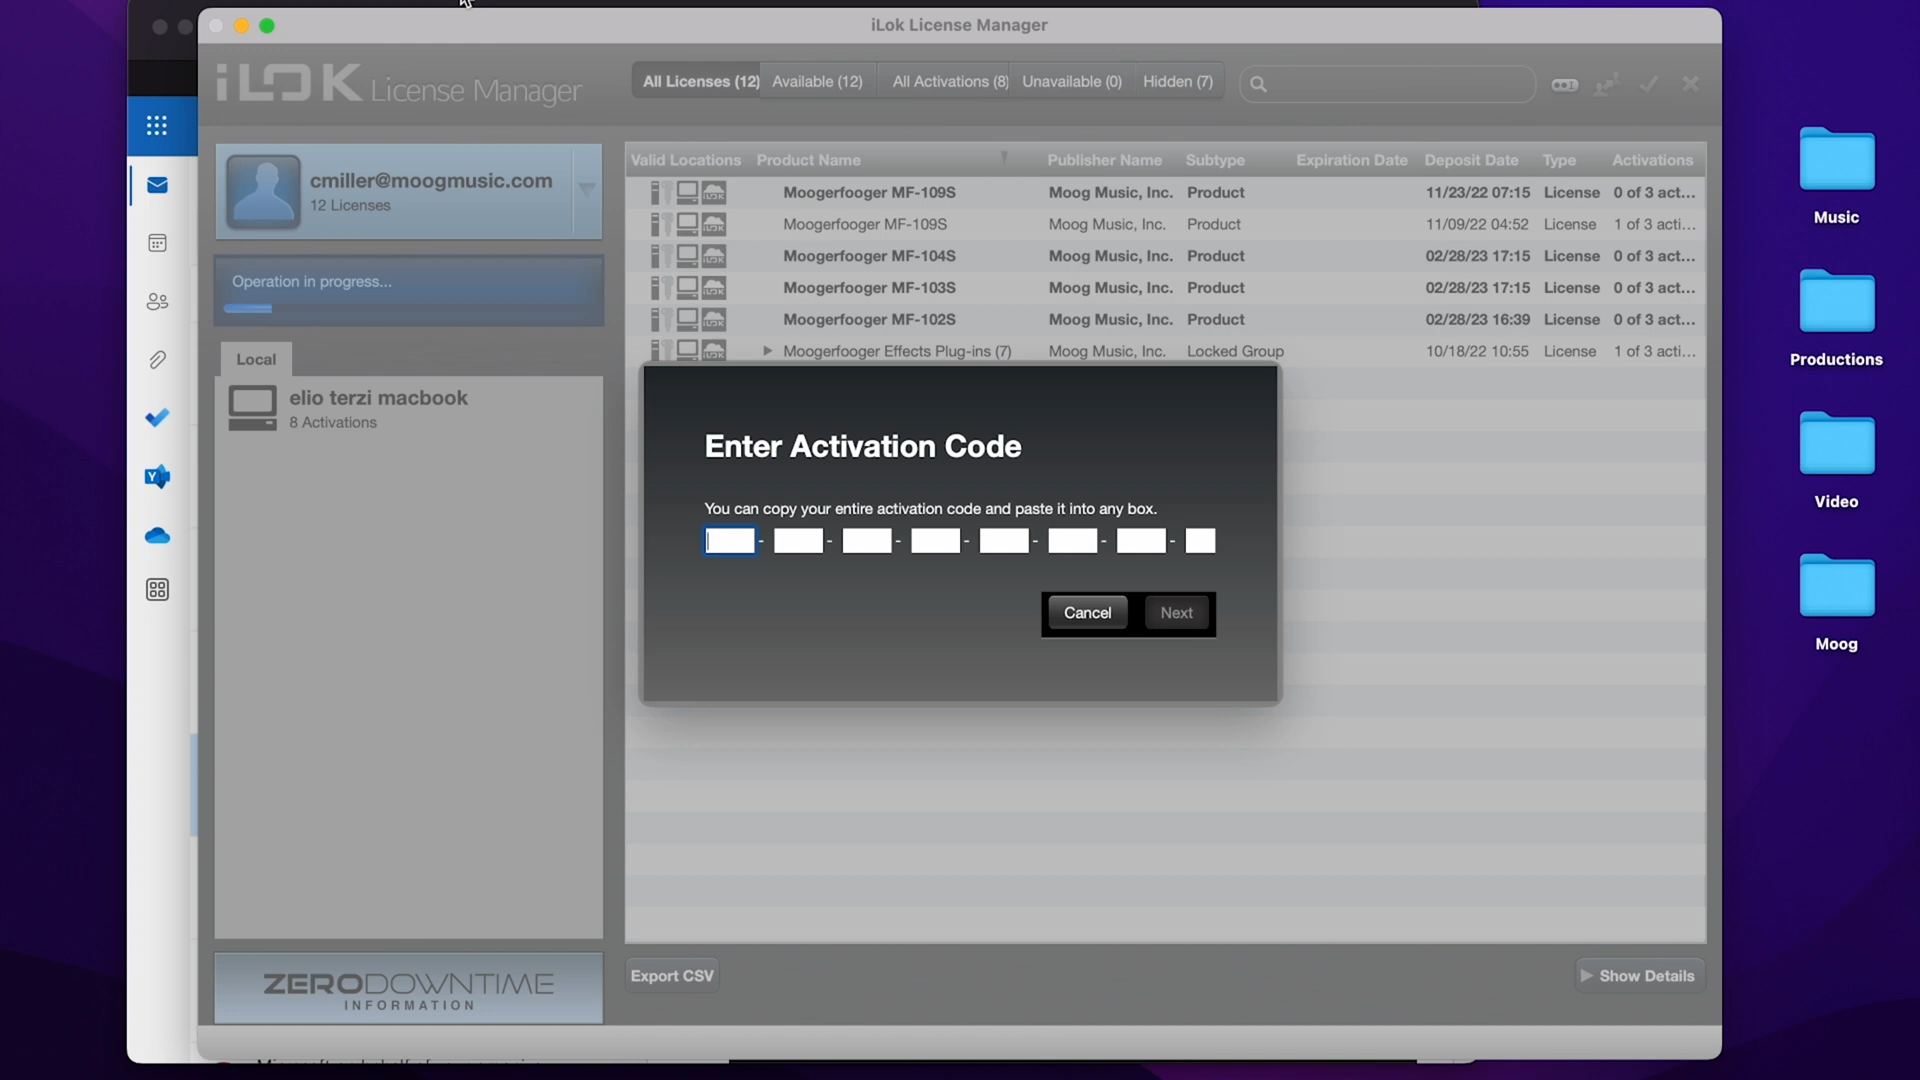 iLok License Manager
iLOK License Manager
All Licenses (12) Available (12) All Activations (8) Unavailable (0) Hidden (7)
cmiller@moogmusic.com
12 Licenses
Operation in progress...
Local
elio terzi macbook
8 Activations
Valid Locations Product Name Publisher Name Subtype Expiration Date Deposit Date Type Activations
Moogerfooger MF-109S Moog Music, Inc. Product 11/23/22 07:15 License 0 of 3 act...
Moogerfooger MF-109S Moog Music, Inc. Product 11/09/22 04:52 License 1 of 3 acti...
Moogerfooger MF-104S Moog Music, Inc. Product 02/28/23 17:15 License 0 of 3 act...
Moogerfooger MF-103S Moog Music, Inc. Product 02/28/23 17:15 License 0 of 3 act...
Moogerfooger MF-102S Moog Music, Inc. Product 02/28/23 16:39 License 0 of 3 act...
Moogerfooger Effects Plug-ins (7) Moog Music, Inc. Locked Group 10/18/22 10:55 License 1 of 3 acti...
Enter Activation Code
You can copy your entire activation code and paste it into any box.
- - - - - - -
Cancel Next
ZERODOWNTIME
INFORMATION
Export CSV
Show Details
Music
Productions
Video
Moog